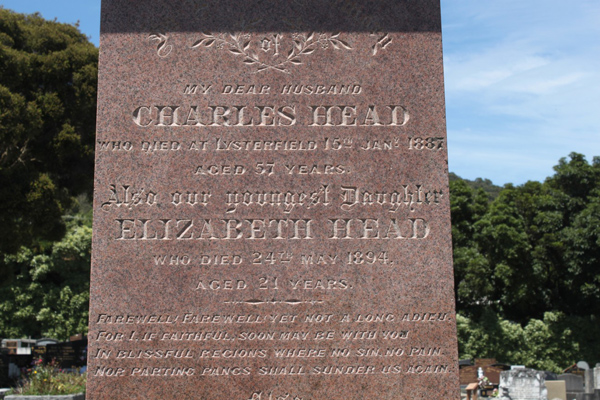 of
MY DEAR HUSBAND
CHARLES HEAD
WHO DIED AT LYSTERFIELD 15TH JANY 1887
AGED 57 YEARS.
Also our youngest Daughter
ELIZABETH HEAD
WHO DIED 24TH MAY 1894.
AGED 21 YEARS.
FAREWELL! FAREWELL! YET NOT A LONG ADIEU.
FOR I, IF FAITHFUL, SOON MAY BE WITH YOU
IN BLISSFUL REGIONS WHERE NO SIN, NO PAIN.
NOR PARTING PANGS SHALL SUNDER US AGAIN.
Also